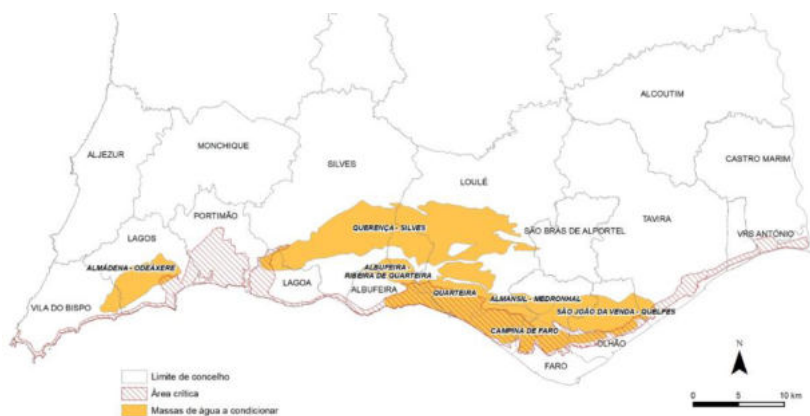 ALCOUTIM
ALJEZUR
MONCHIQUE
CASTRO MARIM
SILVES
LOULÉ
PORTIMÃO
TAVIRA
LAGOS
QUERENÇA - SILVES
SÃO BRAS DE ALPORTEL
VRS ANTÓNIO
ALMÁDENA - ODEÁXERE
ALBUFEIRA -
RIBEIRA DE QUARTEIRA
LAGOA
ALBUFEIRA
QUARTEIRA
ALMANSIL - MEDRONHAL
VILA DO BISPO
SÃO JOÃO DA VENDA - QUELFES
CAMPINA DE FARO
OLHÃO
FARO
N
Limite de concelho
Área crítica
Massas de água a condicionar
0 5 10 km